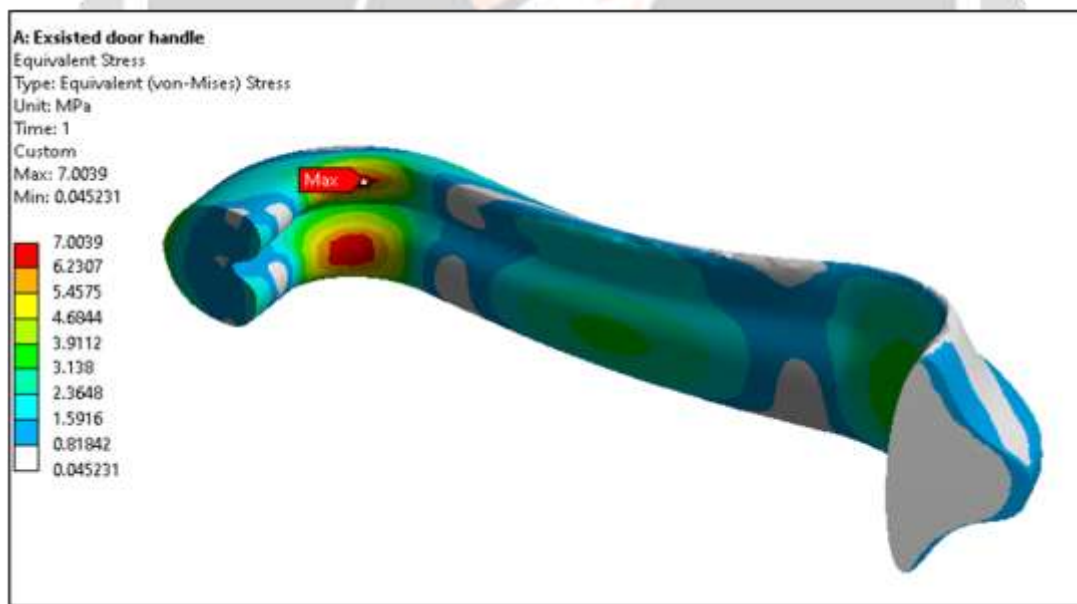 A: Exsisted door handle
Equivalent Stress
Type: Equivalent (von-Mises) Stress
Unit: MPa
Time: 1
Custom
Max: 7.0039
Min: 0.045231
Max
7.0039
6.2307
5.4575
4.6844
3.9112
3.138
2.3648
1.5916
0.81842
0.045231